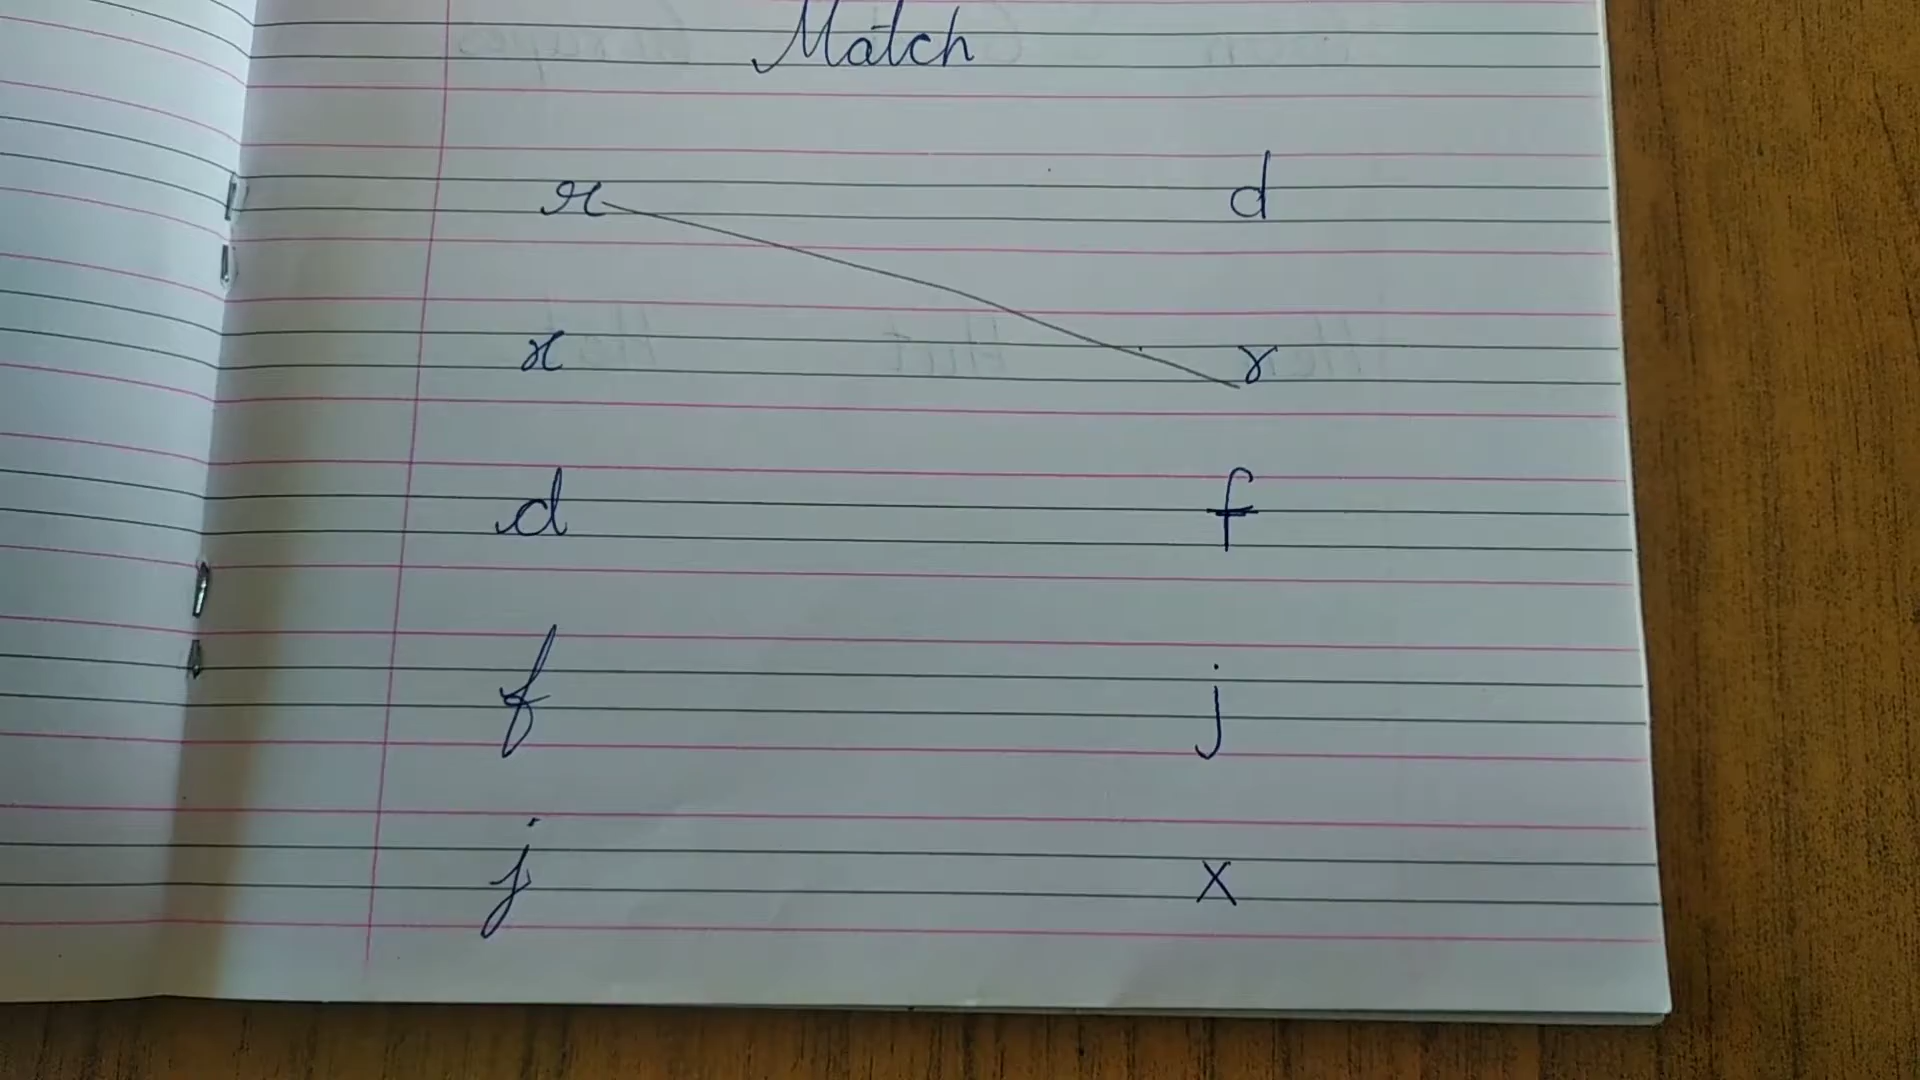 Match
r d
x r
d f
f j
j x